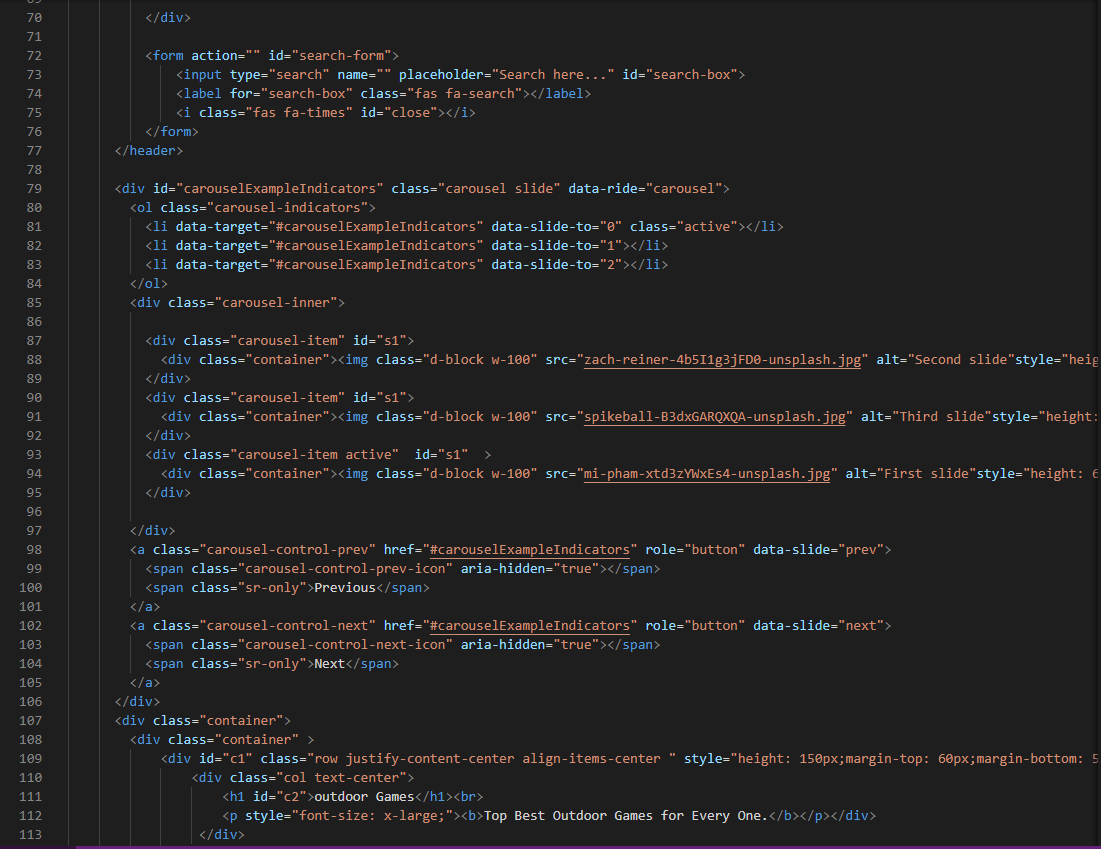 69
70 </div>
71
72 <form action="" id="search-form">
73 <input type="search" name="" placeholder="Search here..." id="search-box">
74 <label for="search-box" class="fas fa-search"></label>
75 <i class="fas fa-times" id="close"></i>
76 </form>
77 </header>
78
79 <div id="carouselExampleIndicators" class="carousel slide" data-ride="carousel">
80 <ol class="carousel-indicators">
81 <li data-target="#carouselExampleIndicators" data-slide-to="0" class="active"></li>
82 <li data-target="#carouselExampleIndicators" data-slide-to="1"></li>
83 <li data-target="#carouselExampleIndicators" data-slide-to="2"></li>
84 </ol>
85 <div class="carousel-inner">
86
87 <div class="carousel-item" id="s1">
88 <div class="container"><img class="d-block w-100" src="zach-reiner-4b5I1g3jFD0-unsplash.jpg" alt="Second slide"style="heig
89 </div>
90 <div class="carousel-item" id="s1">
91 <div class="container"><img class="d-block w-100" src="spikeball-B3dxGARQXQA-unsplash.jpg" alt="Third slide"style="height:
92 </div>
93 <div class="carousel-item active"  id="s1"  >
94 <div class="container"><img class="d-block w-100" src="mi-pham-xtd3zYWxEs4-unsplash.jpg" alt="First slide"style="height: 6
95 </div>
96
97 </div>
98 <a class="carousel-control-prev" href="#carouselExampleIndicators" role="button" data-slide="prev">
99 <span class="carousel-control-prev-icon" aria-hidden="true"></span>
100 <span class="sr-only">Previous</span>
101 </a>
102 <a class="carousel-control-next" href="#carouselExampleIndicators" role="button" data-slide="next">
103 <span class="carousel-control-next-icon" aria-hidden="true"></span>
104 <span class="sr-only">Next</span>
105 </a>
106 </div>
107 <div class="container">
108 <div class="container" >
109 <div id="c1" class="row justify-content-center align-items-center " style="height: 150px;margin-top: 60px;margin-bottom: 5
110 <div class="col text-center">
111 <h1 id="c2">outdoor Games</h1><br>
112 <p style="font-size: x-large;"><b>Top Best Outdoor Games for Every One.</b></p></div>
113 </div>